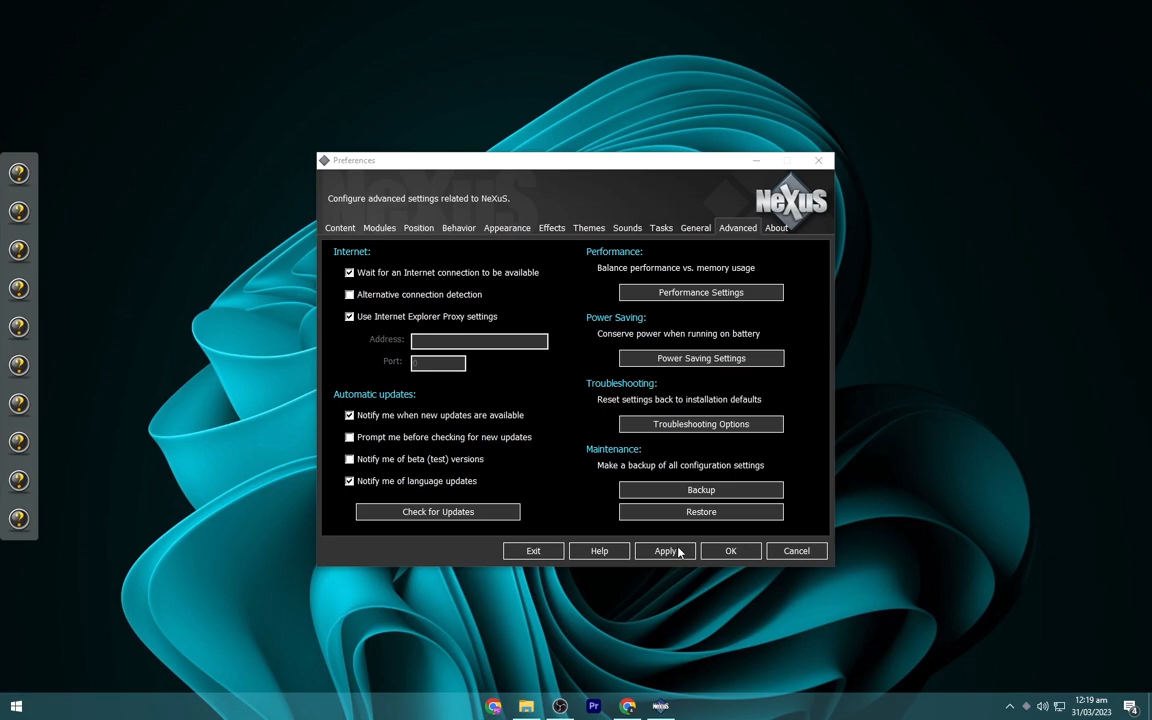 Preferences
Configure advanced settings related to NeXuS.
NeXuS
Content Modules Position Behavior Appearance Effects Themes Sounds Tasks General Advanced About
Internet:
Wait for an Internet connection to be available
Alternative connection detection
Use Internet Explorer Proxy settings
Address:
Port: 0
Automatic updates:
Notify me when new updates are available
Prompt me before checking for new updates
Notify me of beta (test) versions
Notify me of language updates
Check for Updates
Performance:
Balance performance vs. memory usage
Performance Settings
Power Saving:
Conserve power when running on battery
Power Saving Settings
Troubleshooting:
Reset settings back to installation defaults
Troubleshooting Options
Maintenance:
Make a backup of all configuration settings
Backup
Restore
Exit Help Apply OK Cancel
Pr NeXuS
12:19 am
31/03/2023
4